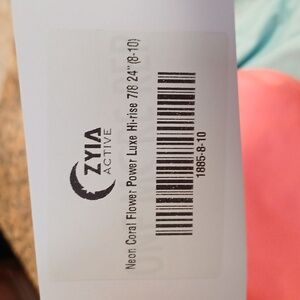 ZYIA
ACTIVE
Neon Coral Flower Power Luxe Hi-rise 7/8 24" (8-10)
1885-8-10